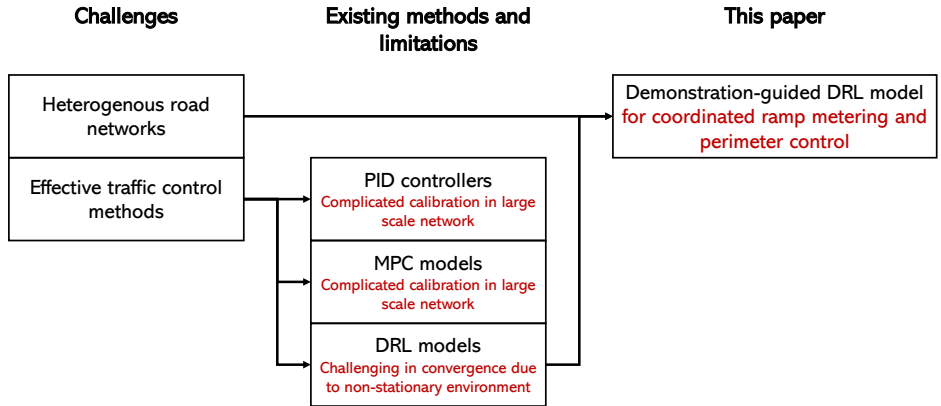 Challenges
Existing methods and
limitations
This paper
Heterogenous road
networks
Effective traffic control
methods
PID controllers
Complicated calibration in large
scale network
MPC models
Complicated calibration in large
scale network
DRL models
Challenging in convergence due
to non-stationary environment
Demonstration-guided DRL model
for coordinated ramp metering and
perimeter control